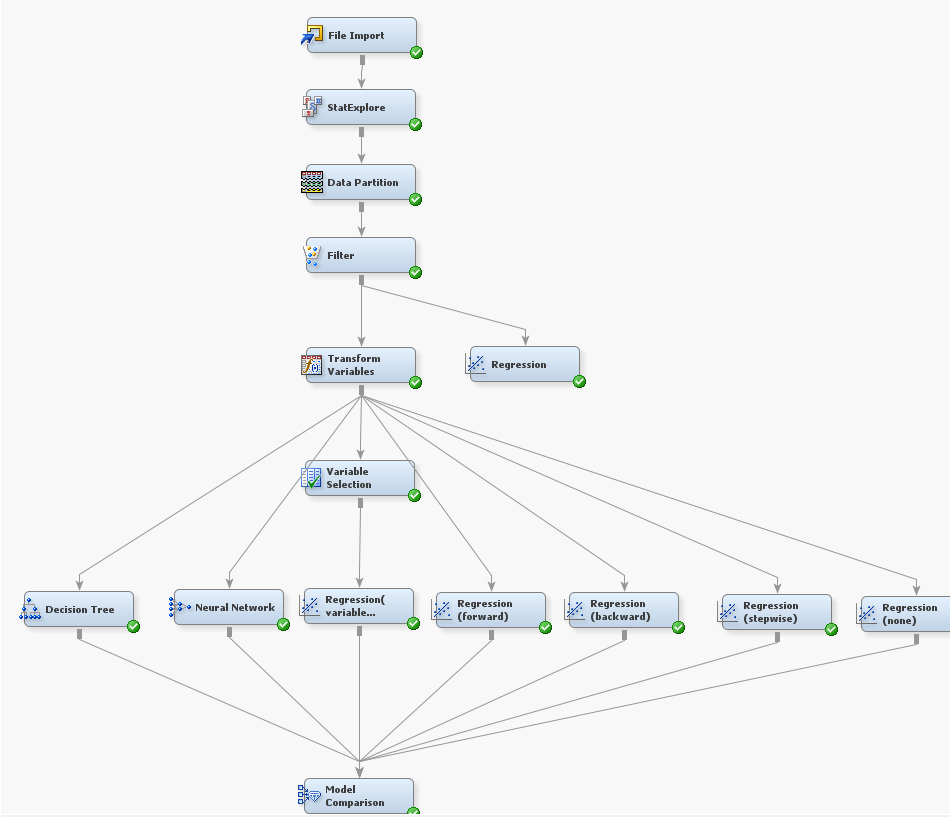 File Import
StatExplore
Data Partition
Filter
Transform
Variables
Regression
Variable
Selection
Decision Tree
Neural Network
Regression(
variable...
Regression
(forward)
Regression
(backward)
Regression
(stepwise)
Regression
(none)
Model
Comparison